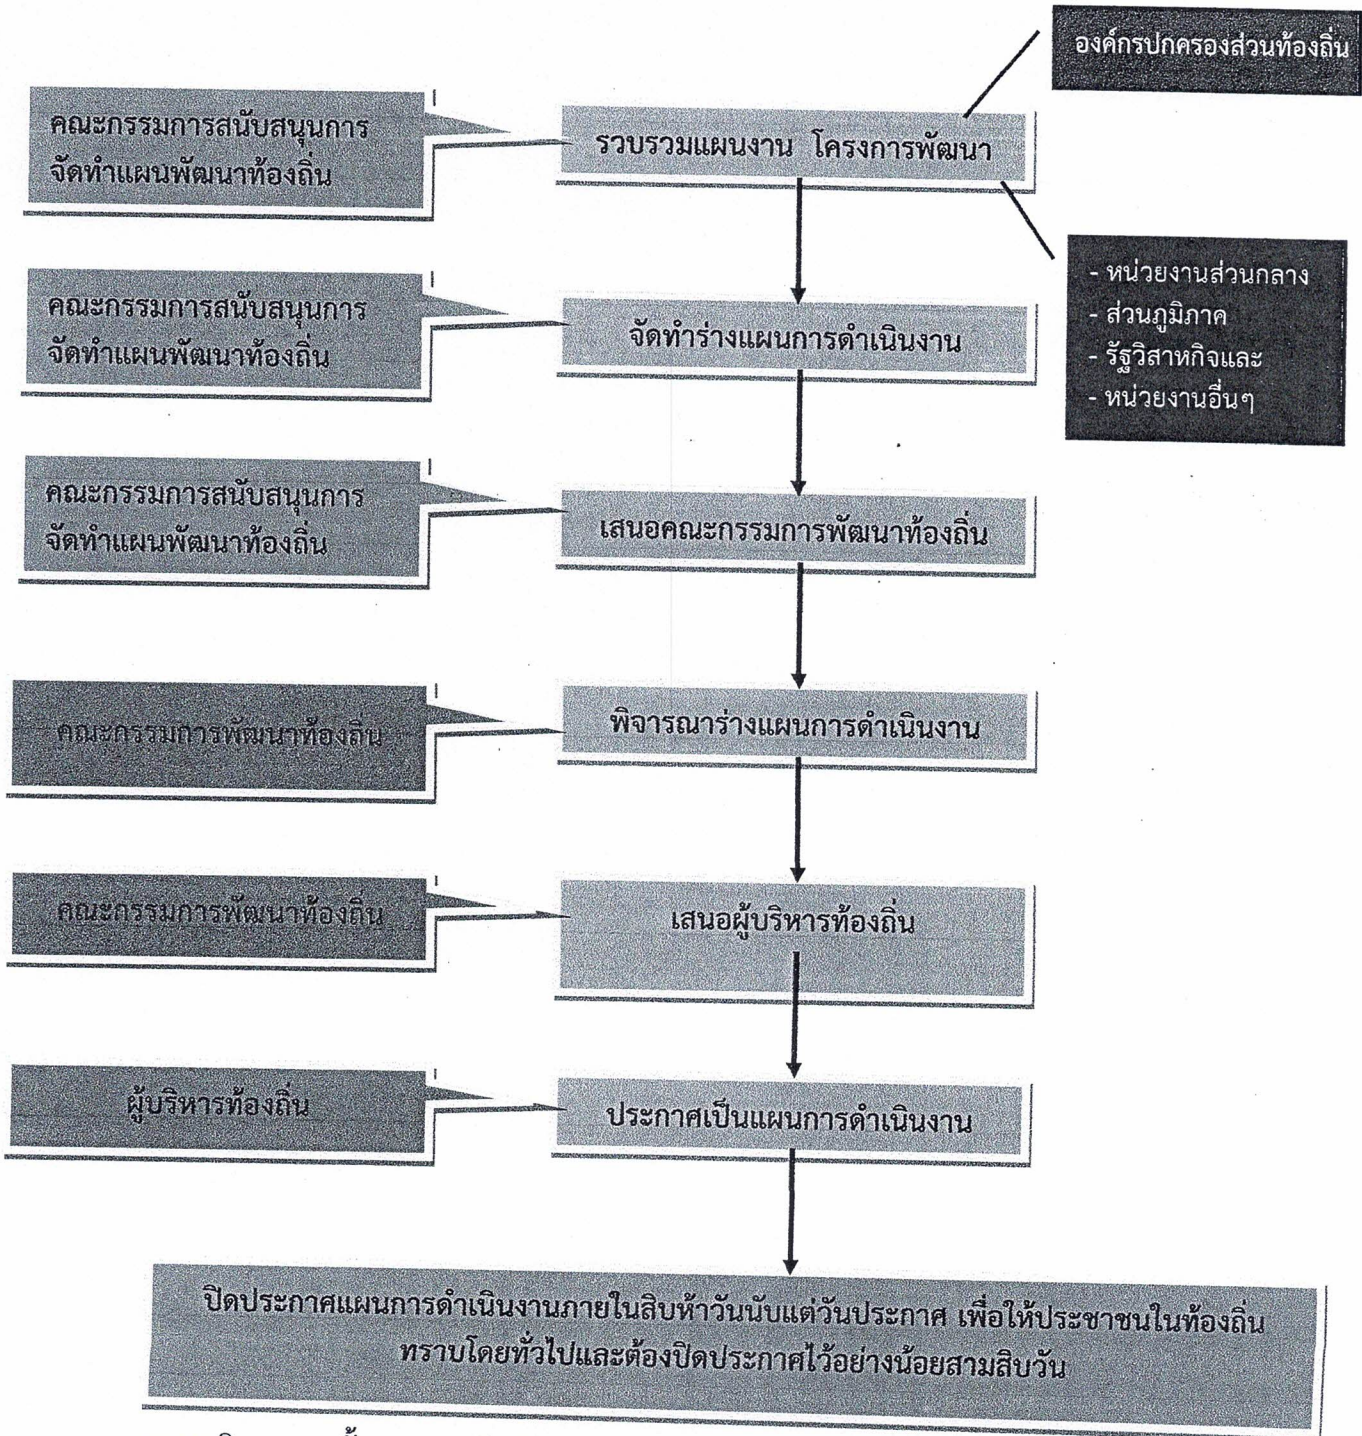 องค์กรปกครองส่วนท้องถิ่น
คณะกรรมการสนับสนุนการ
จัดทำแผนพัฒนาท้องถิ่น
รวบรวมแผนงาน โครงการพัฒนา
- หน่วยงานส่วนกลาง
- ส่วนภูมิภาค
- รัฐวิสาหกิจและ
- หน่วยงานอื่นๆ
คณะกรรมการสนับสนุนการ
จัดทำแผนพัฒนาท้องถิ่น
จัดทำร่างแผนการดำเนินงาน
คณะกรรมการสนับสนุนการ
จัดทำแผนพัฒนาท้องถิ่น
เสนอคณะกรรมการพัฒนาท้องถิ่น
คณะกรรมการพัฒนาท้องถิ่น
พิจารณาร่างแผนการดำเนินงาน
คณะกรรมการพัฒนาท้องถิ่น
เสนอผู้บริหารท้องถิ่น
ผู้บริหารท้องถิ่น
ประกาศเป็นแผนการดำเนินงาน
ปิดประกาศแผนการดำเนินงานภายในสิบห้าวันนับแต่วันประกาศ เพื่อให้ประชาชนในท้องถิ่น
ทราบโดยทั่วไปและต้องปิดประกาศไว้อย่างน้อยสามสิบวัน